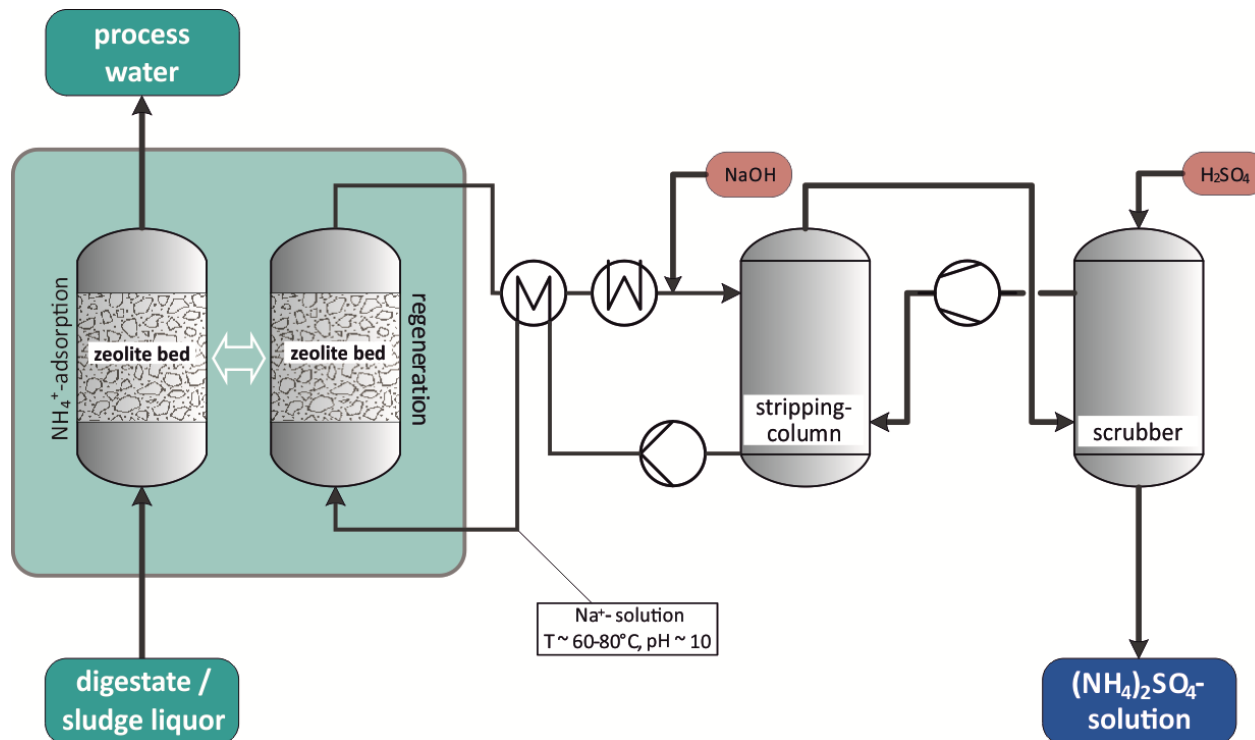 process
water
NaOH
H₂SO₄
NH₄⁺-adsorption
zeolite bed
zeolite bed
regeneration
stripping-
column
scrubber
Na⁺- solution
T ~ 60-80°C, pH ~ 10
digestate /
sludge liquor
(NH₄)₂SO₄-
solution